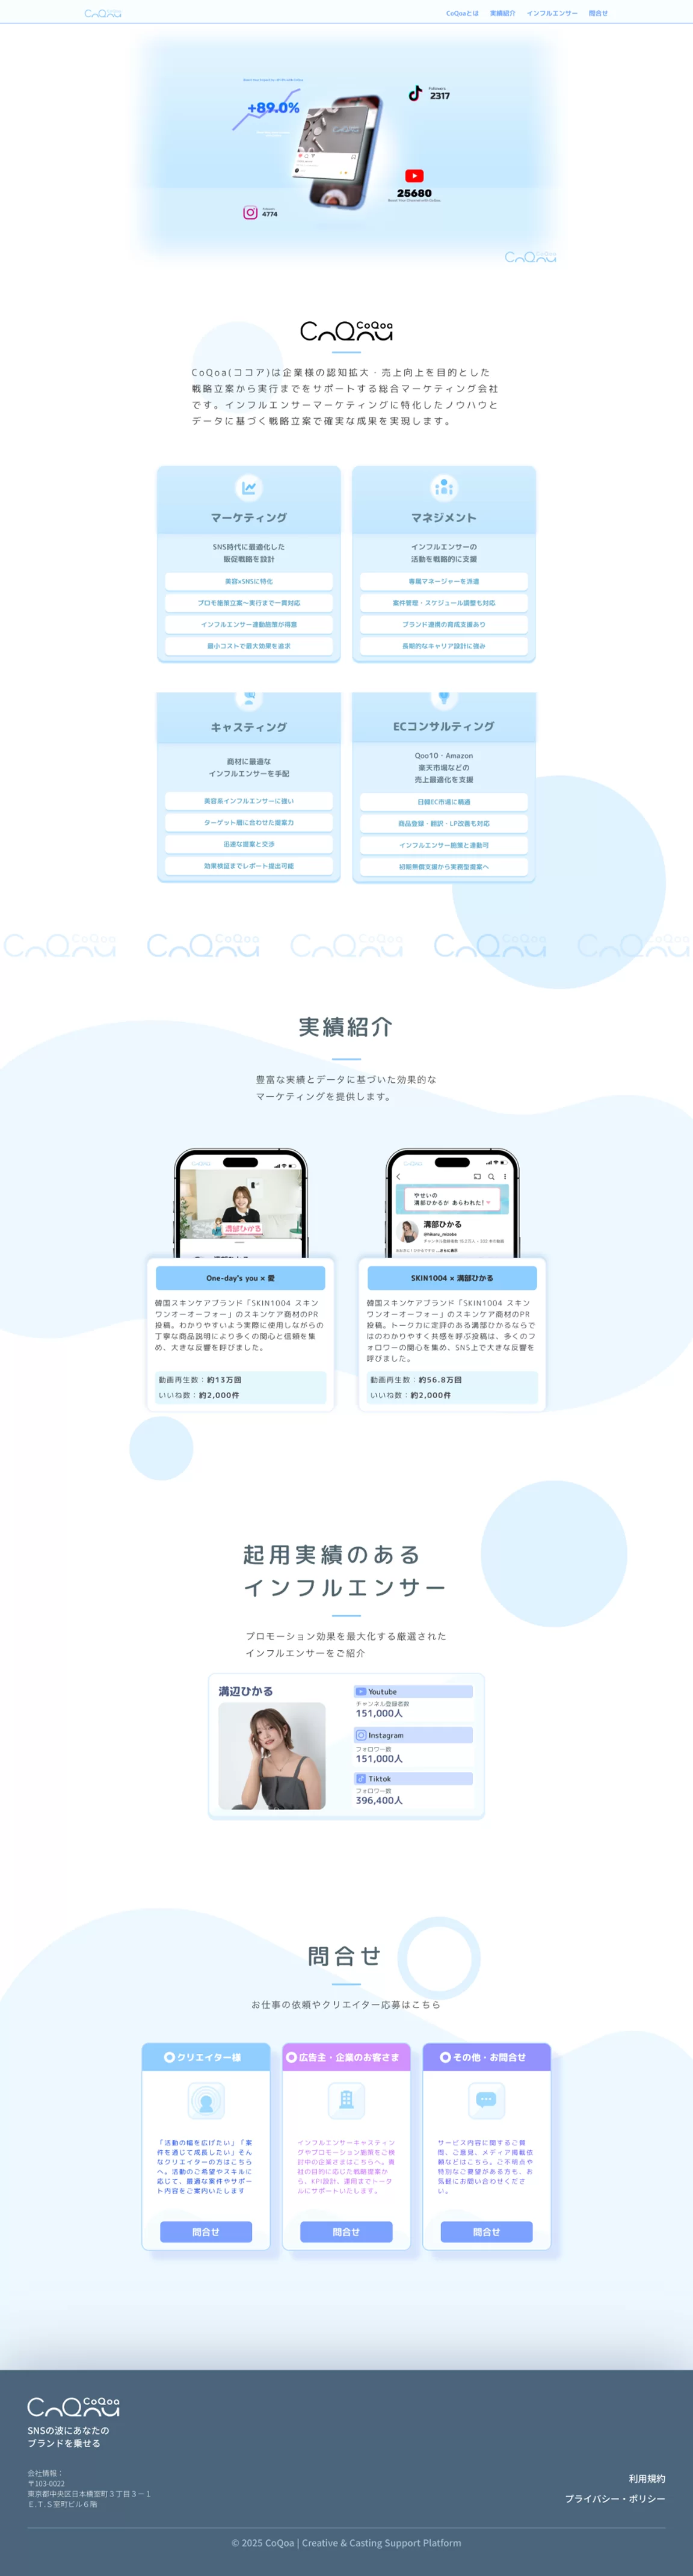 CoQoa
CoQoaとは 実績紹介 インフルエンサー 問合せ
+89.0%
Followers
2317
25680
Boost Your Channel with CoQoa
Followers
4774
CoQoa
CoQoa
CoQoa(ココア)は企業様の認知拡大・売上向上を目的とした
戦略立案から実行までをサポートする総合マーケティング会社
です。インフルエンサーマーケティングに特化したノウハウと
データに基づく戦略立案で確実な成果を実現します。
マーケティング
SNS時代に最適化した
販促戦略を設計
美容×SNSに特化
プロモ施策立案〜実行まで一貫対応
インフルエンサー連動施策が得意
最小コストで最大効果を追求
マネジメント
インフルエンサーの
活動を戦略的に支援
専属マネージャーを派遣
案件管理・スケジュール調整も対応
ブランド連携の育成支援あり
長期的なキャリア設計に強み
キャスティング
商材に最適な
インフルエンサーを手配
美容系インフルエンサーに強い
ターゲット層に合わせた提案力
迅速な提案と交渉
効果検証までレポート提出可能
ECコンサルティング
Qoo10・Amazon
楽天市場などの
売上最適化を支援
日韓EC市場に精通
商品登録・翻訳・LP改善も対応
インフルエンサー施策と連動可
初期無償支援から実務型提案へ
CoQoa CoQoa CoQoa CoQoa CoQoa
実績紹介
豊富な実績とデータに基づいた効果的な
マーケティングを提供します。
溝部ひかる
One-day's you × 愛
韓国スキンケアブランド「SKIN1004 スキン
ワンオーオーフォー」のスキンケア商材のPR
投稿。わかりやすいよう実際に使用しながらの
丁寧な商品説明により多くの関心と信頼を集
め、大きな反響を呼びました。
動画再生数：約13万回
いいね数：約2,000件
やせいの
溝部ひかるが あらわれた！
溝部ひかる
@hikaru_mizobe
SKIN1004 × 溝部ひかる
韓国スキンケアブランド「SKIN1004 スキン
ワンオーオーフォー」のスキンケア商材のPR
投稿。トーク力に定評のある溝部ひかるならで
はのわかりやすく共感を呼ぶ投稿は、多くのフ
ォロワーの関心を集め、SNS上で大きな反響を
呼びました。
動画再生数：約56.8万回
いいね数：約2,000件
起用実績のある
インフルエンサー
プロモーション効果を最大化する厳選された
インフルエンサーをご紹介
溝辺ひかる
Youtube
チャンネル登録者数
151,000人
Instagram
フォロワー数
151,000人
Tiktok
フォロワー数
396,400人
問合せ
お仕事の依頼やクリエイター応募はこちら
クリエイター様
「活動の幅を広げたい」「案
件を通じて成長したい」そん
なクリエイターの方はこちら
へ。活動のご希望やスキルに
応じて、最適な案件やサポー
ト内容をご案内いたします
問合せ
広告主・企業のお客さま
インフルエンサーキャスティン
グやプロモーション施策をご検
討中の企業さまはこちらへ。貴
社の目的に応じた戦略提案か
ら、KPI設計、運用までトータ
ルにサポートいたします。
問合せ
その他・お問合せ
サービス内容に関するご質
問、ご意見、メディア掲載依
頼などはこちら。ご不明点や
特別なご要望がある方も、お
気軽にお問い合わせくださ
い。
問合せ
CoQoa
SNSの波にあなたの
ブランドを乗せる
会社情報：
〒103-0022
東京都中央区日本橋室町３丁目３－１
Ｅ.Ｔ.Ｓ室町ビル６階
利用規約
プライバシー・ポリシー
© 2025 CoQoa | Creative & Casting Support Platform